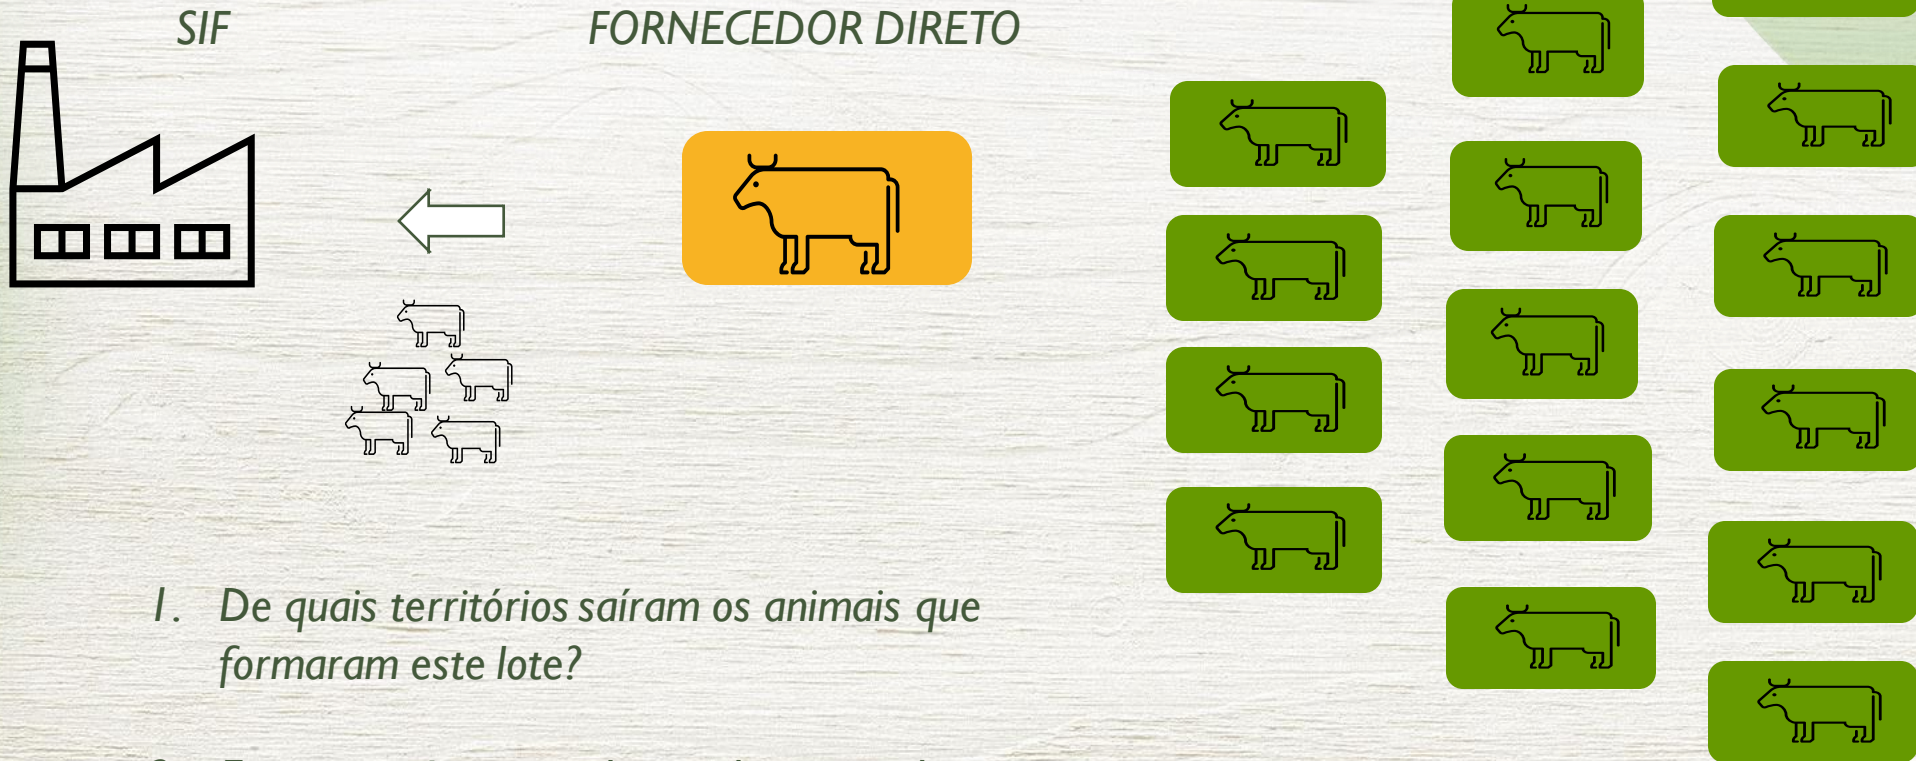 SIF
FORNECEDOR DIRETO
1. De quais territórios saíram os animais que
formaram este lote?